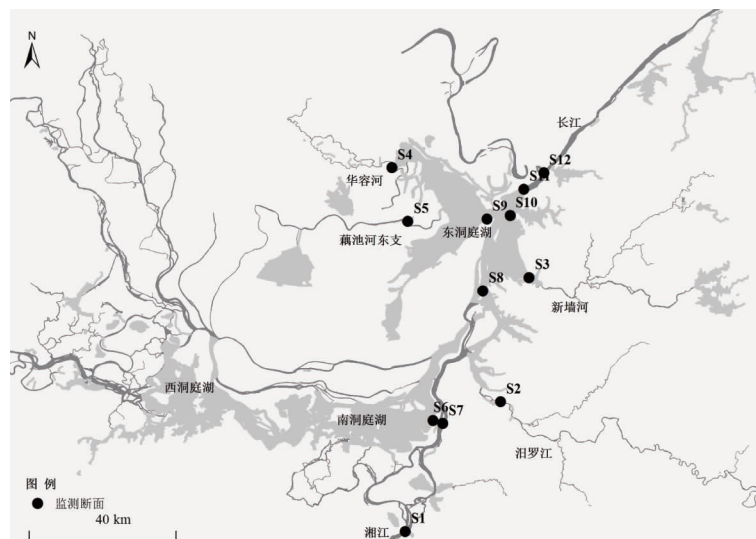 N
长江
S4
S12
华容河
S11
S9
S10
S5
东洞庭湖
藕池河东支
S3
S8
新墙河
西洞庭湖
S2
南洞庭湖
S6
S7
汨罗江
图 例
监测断面
40 km
S1
湘江